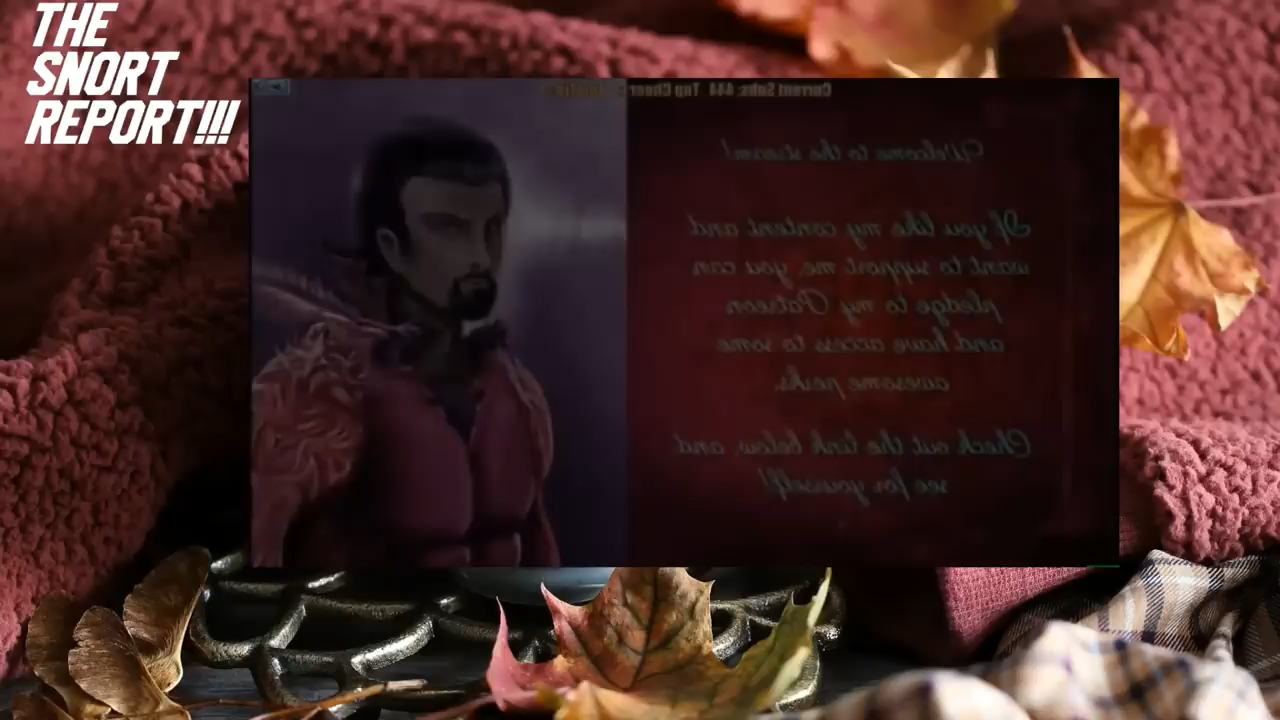 THE
SNORT
REPORT!!!
Current Subs: 444 Top Cheer
Welcome to the stream!
If you like my content and
want to support me, you can
pledge to my Patreon
and have access to some
awesome perks.
Check out the link below, and
see for yourself!